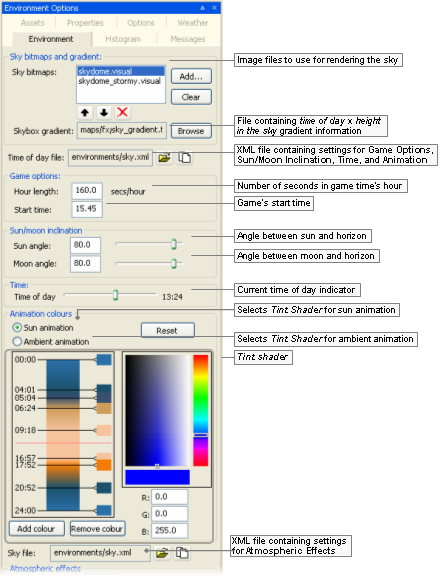 Environment Options
Assets Properties Options Weather
Environment Histogram Messages
Sky bitmaps and gradient:
Image files to use for rendering the sky
Sky bitmaps:
skydome.visual
skydome_stormy.visual
Add...
Clear
Skybox gradient: maps/fx/sky_gradient.t Browse
File containing time of day x height
in the sky gradient information
Time of day file: environments/sky.xml
XML file containing settings for Game Options,
Sun/Moon Inclination, Time, and Animation
Game options:
Hour length: 160.0 secs/hour
Number of seconds in game time's hour
Start time: 15.45
Game's start time
Sun/moon inclination
Sun angle: 80.0
Angle between sun and horizon
Moon angle: 80.0
Angle between moon and horizon
Time:
Time of day 13:24
Current time of day indicator
Animation colours
Selects Tint Shader for sun animation
Sun animation
Reset
Ambient animation
Selects Tint Shader for ambient animation
Tint shader
00:00
04:01
05:04
06:24
09:18
16:57
17:52
20:52
24:00
R: 0.0
G: 0.0
B: 255.0
Add colour Remove colour
Sky file: environments/sky.xml
XML file containing settings
for Atmospheric Effects
Atmospheric effects